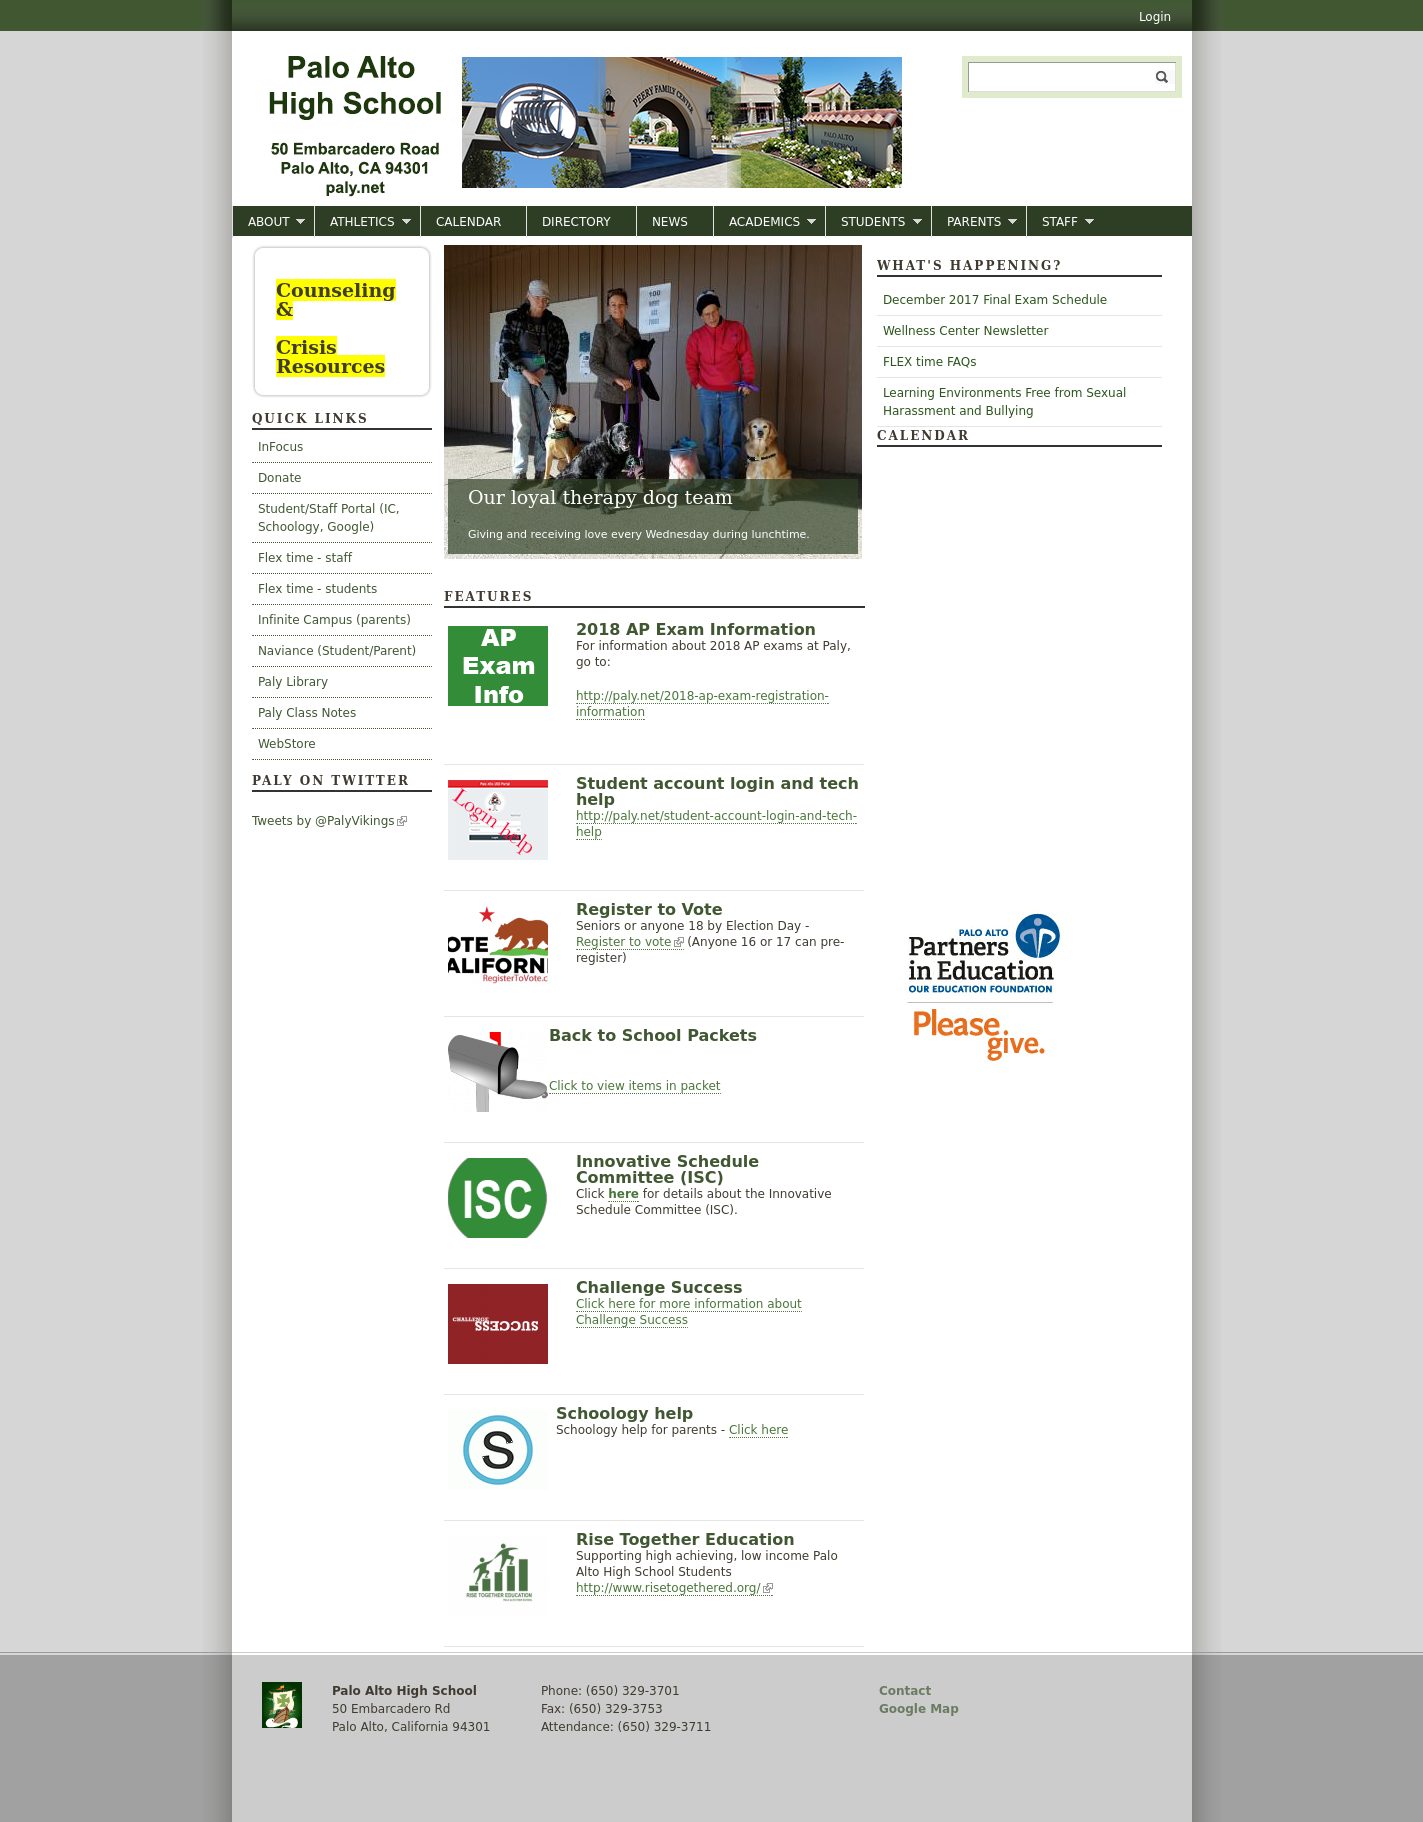 Login
Palo Alto
High School
50 Embarcadero Road
Palo Alto, CA 94301
paly.net
PEERY FAMILY CENTER
PALO ALTO
HIGH SCHOOL
ABOUT
ATHLETICS
CALENDAR
DIRECTORY
NEWS
ACADEMICS
STUDENTS
PARENTS
STAFF
Counseling
&
Crisis
Resources
QUICK LINKS
InFocus
Donate
Student/Staff Portal (IC,
Schoology, Google)
Flex time - staff
Flex time - students
Infinite Campus (parents)
Naviance (Student/Parent)
Paly Library
Paly Class Notes
WebStore
PALY ON TWITTER
Tweets by @PalyVikings
100
Our loyal therapy dog team
Giving and receiving love every Wednesday during lunchtime.
FEATURES
AP
Exam
Info
2018 AP Exam Information
For information about 2018 AP exams at Paly,
go to:
http://paly.net/2018-ap-exam-registration-
information
Login help
Student account login and tech
help
http://paly.net/student-account-login-and-tech-
help
OTE
ALIFORNI
RegisterToVote.c
Register to Vote
Seniors or anyone 18 by Election Day -
Register to vote (Anyone 16 or 17 can pre-
register)
Back to School Packets
Click to view items in packet
ISC
Innovative Schedule
Committee (ISC)
Click here for details about the Innovative
Schedule Committee (ISC).
CHALLENGE
SUCCESS
Challenge Success
Click here for more information about
Challenge Success
S
Schoology help
Schoology help for parents - Click here
RISE TOGETHER EDUCATION
Rise Together Education
Supporting high achieving, low income Palo
Alto High School Students
http://www.risetogethered.org/
WHAT'S HAPPENING?
December 2017 Final Exam Schedule
Wellness Center Newsletter
FLEX time FAQs
Learning Environments Free from Sexual
Harassment and Bullying
CALENDAR
PALO ALTO
Partners
in Education
OUR EDUCATION FOUNDATION
Please
give.
Palo Alto High School
50 Embarcadero Rd
Palo Alto, California 94301
Phone: (650) 329-3701
Fax: (650) 329-3753
Attendance: (650) 329-3711
Contact
Google Map